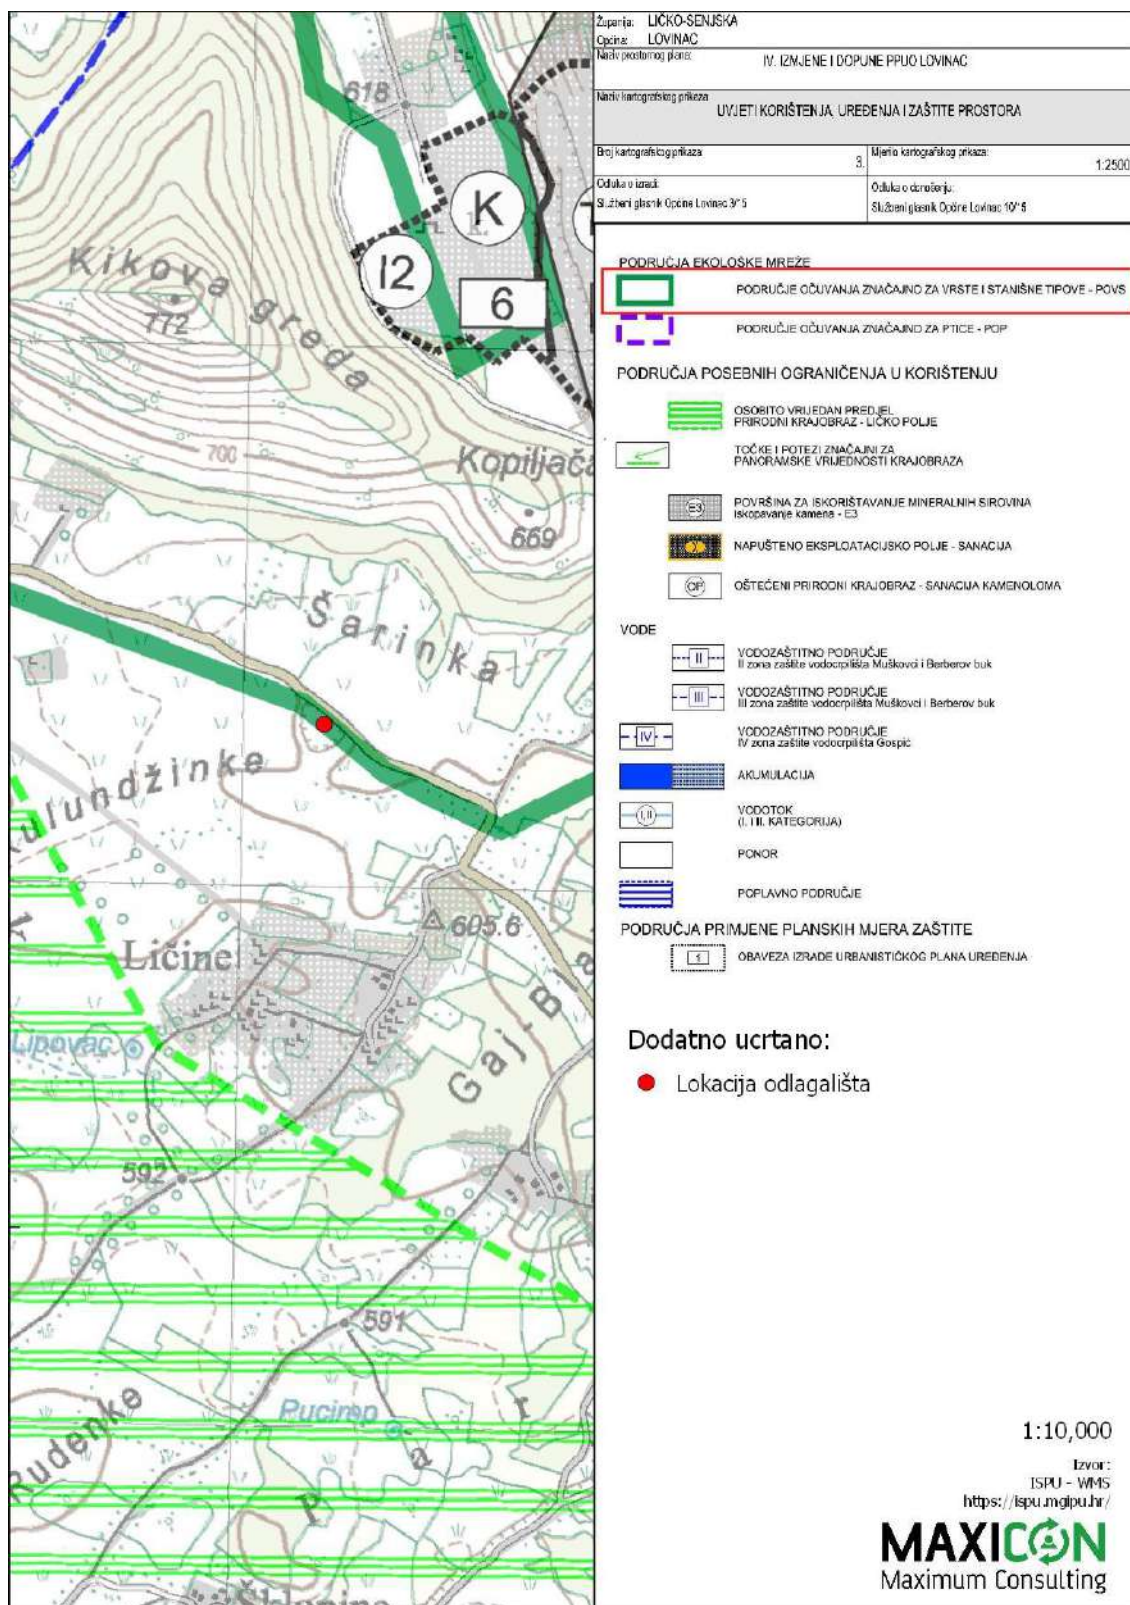 Županija: LIČKO-SENJSKA
Općina: LOVINAC
Naziv prostornog plana: IV. IZMJENE I DOPUNE PPUO LOVINAC
Naziv kartografskog prikaza
UVJETI KORIŠTENJA, UREĐENJA I ZAŠTITE PROSTORA
Broj kartografskog prikaza: 3.
Mjerilo kartografskog prikaza: 1:2500
Odluka o izradi:
Službeni glasnik Općine Lovinac 3/15
Odluka o donošenju:
Službeni glasnik Općine Lovinac 10/15
PODRUČJA EKOLOŠKE MREŽE
PODRUČJE OČUVANJA ZNAČAJNO ZA VRSTE I STANIŠNE TIPOVE - POVS
PODRUČJE OČUVANJA ZNAČAJNO ZA PTICE - POP
PODRUČJA POSEBNIH OGRANIČENJA U KORIŠTENJU
OSOBITO VRIJEDAN PREDJEL
PRIRODNI KRAJOBRAZ - LIČKO POLJE
TOČKE I POTEZI ZNAČAJNI ZA
PANORAMSKE VRIJEDNOSTI KRAJOBRAZA
E3
POVRŠINA ZA ISKORIŠTAVANJE MINERALNIH SIROVINA
iskopavanje kamena - E3
NAPUŠTENO EKSPLOATACIJSKO POLJE - SANACIJA
OP
OŠTEĆENI PRIRODNI KRAJOBRAZ - SANACIJA KAMENOLOMA
VODE
II
VODOZAŠTITNO PODRUČJE
II zona zaštite vodocrpilišta Muškovci i Berberov buk
III
VODOZAŠTITNO PODRUČJE
III zona zaštite vodocrpilišta Muškovci i Berberov buk
IV
VODOZAŠTITNO PODRUČJE
IV zona zaštite vodocrpilišta Gospić
AKUMULACIJA
I, II
VODOTOK
(I. I II. KATEGORIJA)
PONOR
POPLAVNO PODRUČJE
PODRUČJA PRIMJENE PLANSKIH MJERA ZAŠTITE
1
OBAVEZA IZRADE URBANISTIČKOG PLANA UREĐENJA
Dodatno ucrtano:
Lokacija odlagališta
1:10,000
Izvor:
ISPU - WMS
https://ispu.mgipu.hr/
MAXICON
Maximum Consulting
618
K
k.
I2
6
Kikova greda
772
700
Kopiljača
669
Šarinka
ulundžinke
605.6
Ličine
Gaj
Lipovac
592
591
Pucimp
Rudenke